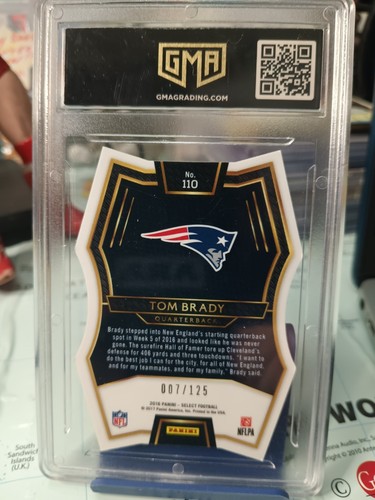 GMA
GMAGRADING.COM
No.
110
TOM BRADY
QUARTERBACK
Brady stepped into New England's starting quarterback
spot in Week 5 of 2016 and looked like he was never
gone. The surefire Hall of Famer tore up Cleveland's
defense for 406 yards and three touchdowns. "I want to
do the best job I can for the city, for all of New England,
and for my teammates, and for my family," Brady said.
007/125
2016 PANINI - SELECT FOOTBALL
© 2017 Panini America, Inc. Printed in the USA.
NFL
PANINI
NFLPA
South
Sandwich
Islands
(U.K.)
WO